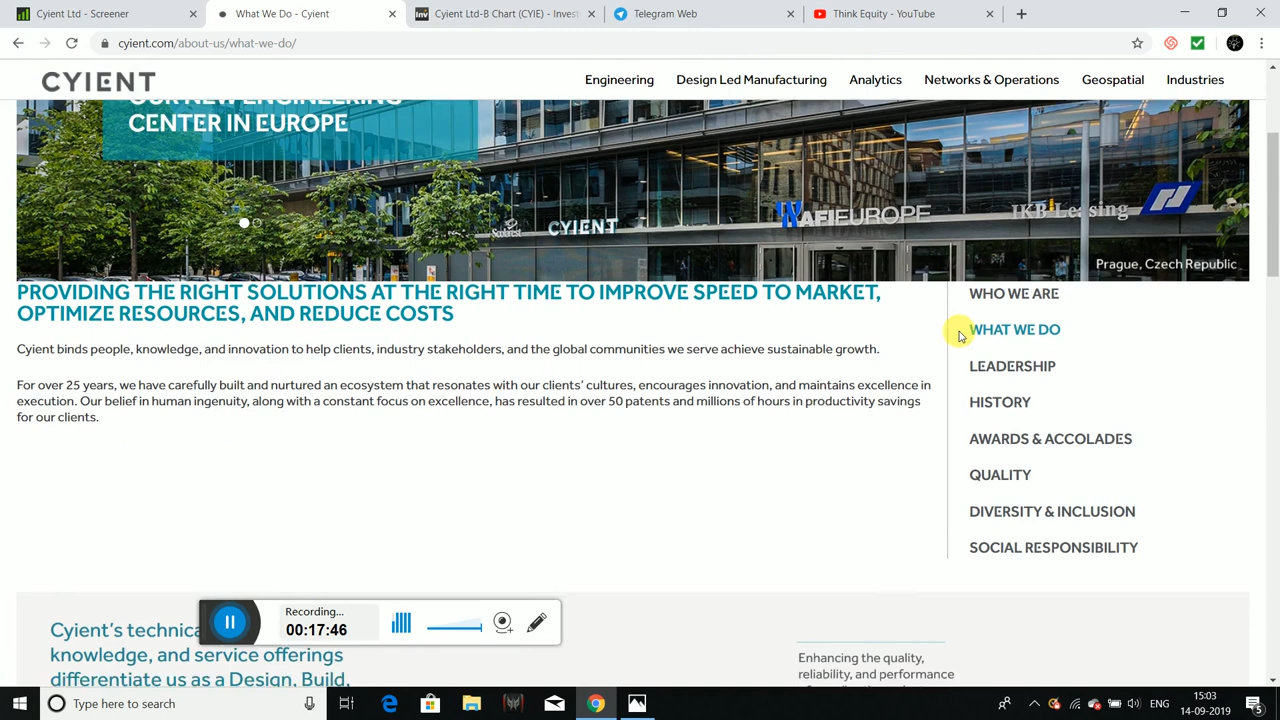 Cyient Ltd - Screener
What We Do - Cyient
Inv
Cyient Ltd-B Chart (CYIE) - Invest
Telegram Web
Think Equity - YouTube
cyient.com/about-us/what-we-do/
CYIENT
Engineering
Design Led Manufacturing
Analytics
Networks & Operations
Geospatial
Industries
OUR NEW ENGINEERING
CENTER IN EUROPE
CYIENT
AFI EUROPE
IKB Leasing
Prague, Czech Republic
PROVIDING THE RIGHT SOLUTIONS AT THE RIGHT TIME TO IMPROVE SPEED TO MARKET,
OPTIMIZE RESOURCES, AND REDUCE COSTS
Cyient binds people, knowledge, and innovation to help clients, industry stakeholders, and the global communities we serve achieve sustainable growth.
For over 25 years, we have carefully built and nurtured an ecosystem that resonates with our clients' cultures, encourages innovation, and maintains excellence in
execution. Our belief in human ingenuity, along with a constant focus on excellence, has resulted in over 50 patents and millions of hours in productivity savings
for our clients.
WHO WE ARE
WHAT WE DO
LEADERSHIP
HISTORY
AWARDS & ACCOLADES
QUALITY
DIVERSITY & INCLUSION
SOCIAL RESPONSIBILITY
Recording...
00:17:46
Cyient's technica
knowledge, and service offerings
differentiate us as a Design, Build,
Enhancing the quality,
reliability, and performance
Type here to search
ENG
15:03
14-09-2019
5